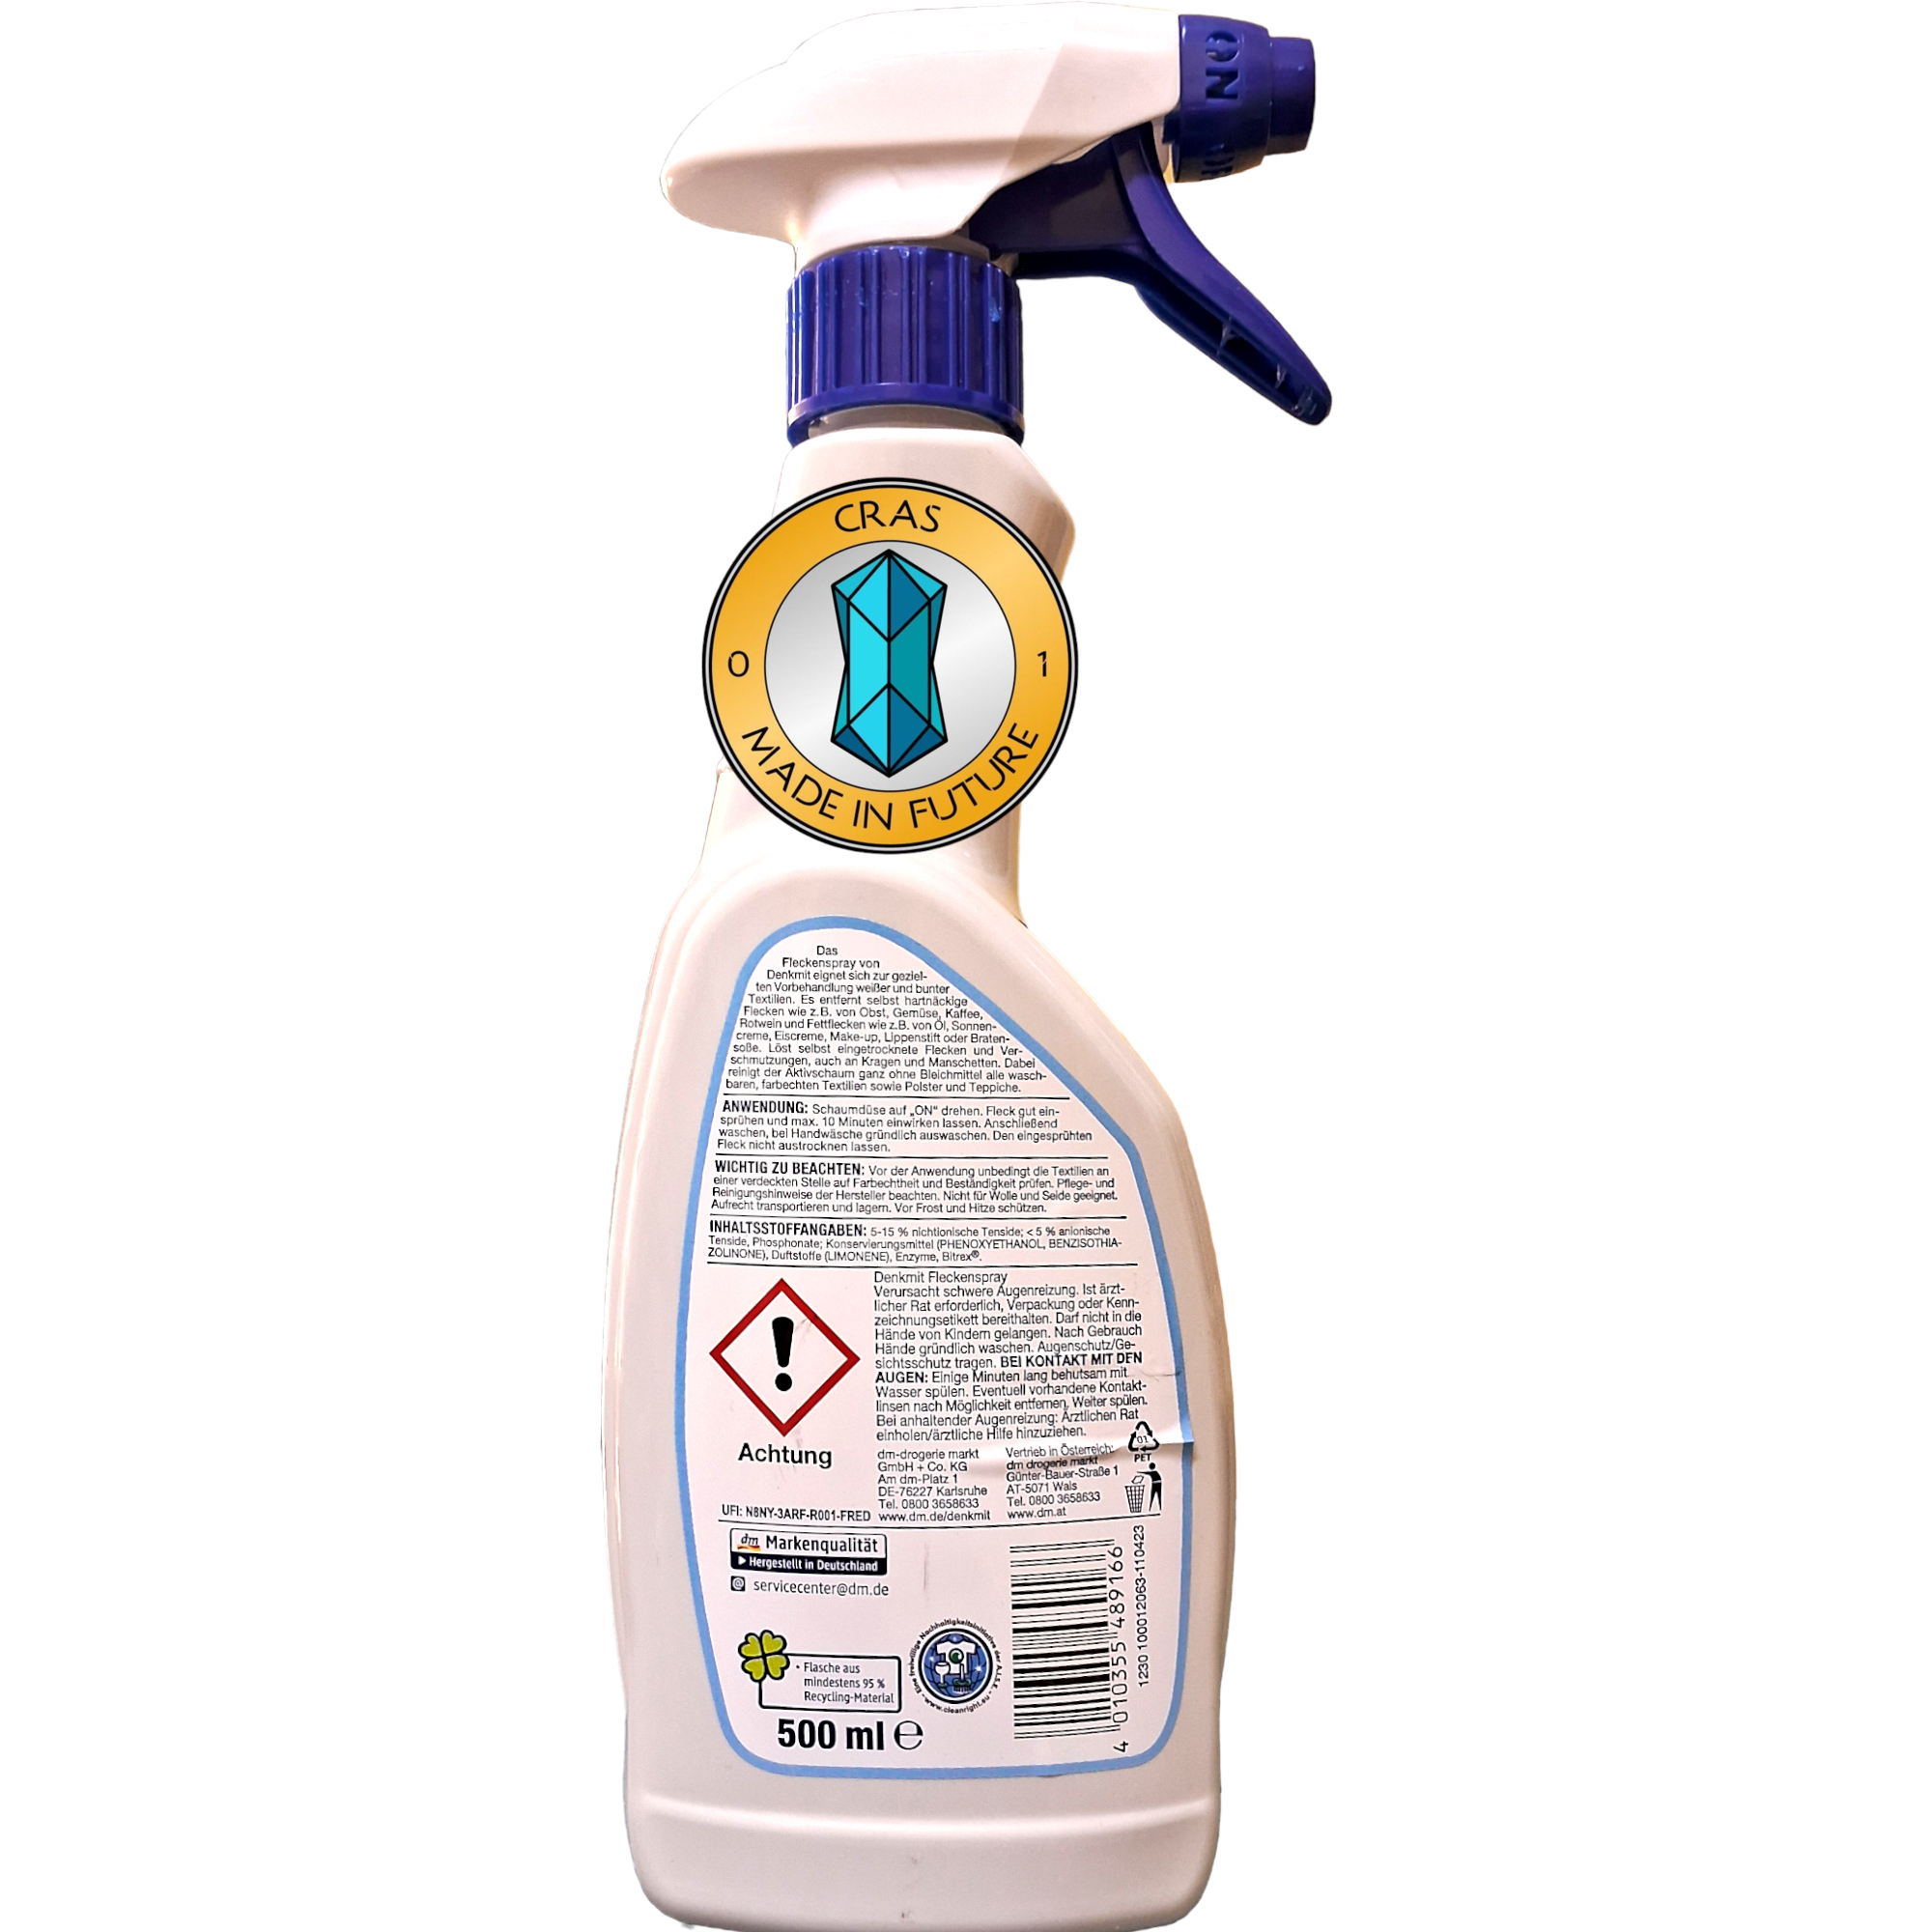 NO
CRAS
0 1
MADE IN FUTURE
Das
Fleckenspray von
Denkmit eignet sich zur geziel-
ten Vorbehandlung weißer und bunter
Textilien. Es entfernt selbst hartnäckige
Flecken wie z.B. von Obst, Gemüse, Kaffee,
Rotwein und Fettflecken wie z.B. von Öl, Sonnen-
creme, Eiscreme, Make-up, Lippenstift oder Braten-
soße. Löst selbst eingetrocknete Flecken und Ver-
schmutzungen, auch an Kragen und Manschetten. Dabei
reinigt der Aktivschaum ganz ohne Bleichmittel alle wasch-
baren, farbechten Textilien sowie Polster und Teppiche.
ANWENDUNG: Schaumdüse auf „ON“ drehen. Fleck gut ein-
sprühen und max. 10 Minuten einwirken lassen. Anschließend
waschen, bei Handwäsche gründlich auswaschen. Den eingesprühten
Fleck nicht austrocknen lassen.
WICHTIG ZU BEACHTEN: Vor der Anwendung unbedingt die Textilien an
einer verdeckten Stelle auf Farbechtheit und Beständigkeit prüfen. Pflege- und
Reinigungshinweise der Hersteller beachten. Nicht für Wolle und Seide geeignet.
Aufrecht transportieren und lagern. Vor Frost und Hitze schützen.
INHALTSSTOFFANGABEN: 5-15 % nichtionische Tenside; < 5 % anionische
Tenside, Phosphonate; Konservierungsmittel (PHENOXYETHANOL, BENZISOTHIA-
ZOLINONE), Duftstoffe (LIMONENE), Enzyme, Bitrex®.
Denkmit Fleckenspray
Verursacht schwere Augenreizung. Ist ärzt-
licher Rat erforderlich, Verpackung oder Kenn-
zeichnungsetikett bereithalten. Darf nicht in die
Hände von Kindern gelangen. Nach Gebrauch
Hände gründlich waschen. Augenschutz/Ge-
sichtsschutz tragen. BEI KONTAKT MIT DEN
AUGEN: Einige Minuten lang behutsam mit
Wasser spülen. Eventuell vorhandene Kontakt-
linsen nach Möglichkeit entfernen. Weiter spülen.
Bei anhaltender Augenreizung: Ärztlichen Rat
einholen/ärztliche Hilfe hinzuziehen.
Achtung
dm-drogerie markt
GmbH + Co. KG
Am dm-Platz 1
DE-76227 Karlsruhe
Tel. 0800 3658633
www.dm.de/denkmit
Vertrieb in Österreich:
dm drogerie markt
Günter-Bauer-Straße 1
AT-5071 Wals
Tel. 0800 3658633
www.dm.at
01
PET
UFI: N8NY-3ARF-R001-FRED
dm Markenqualität
Hergestellt in Deutschland
servicecenter@dm.de
• Flasche aus
mindestens 95 %
Recycling-Material
Eine freiwillige Nachhaltigkeitsinitiative der A.I.S.E.
www.cleanright.eu
500 ml ℮
4 010355 489166
1230 100012063-110423